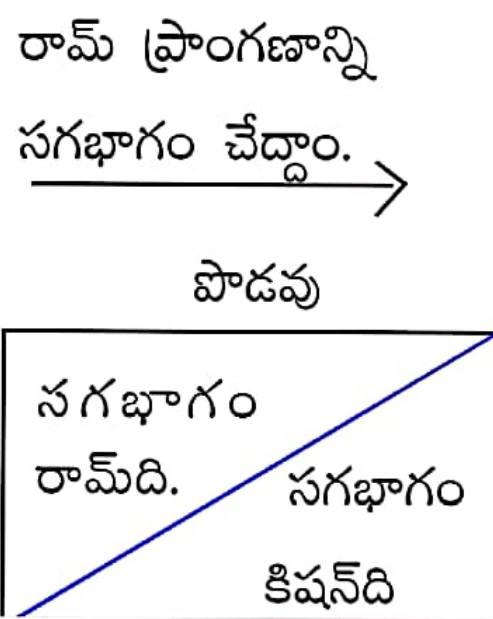 రామ్ ప్రాంగణాన్ని
సగభాగం చేద్దాం.
పొడవు
సగభాగం
రామ్‌ది.
సగభాగం
కిషన్‌ది